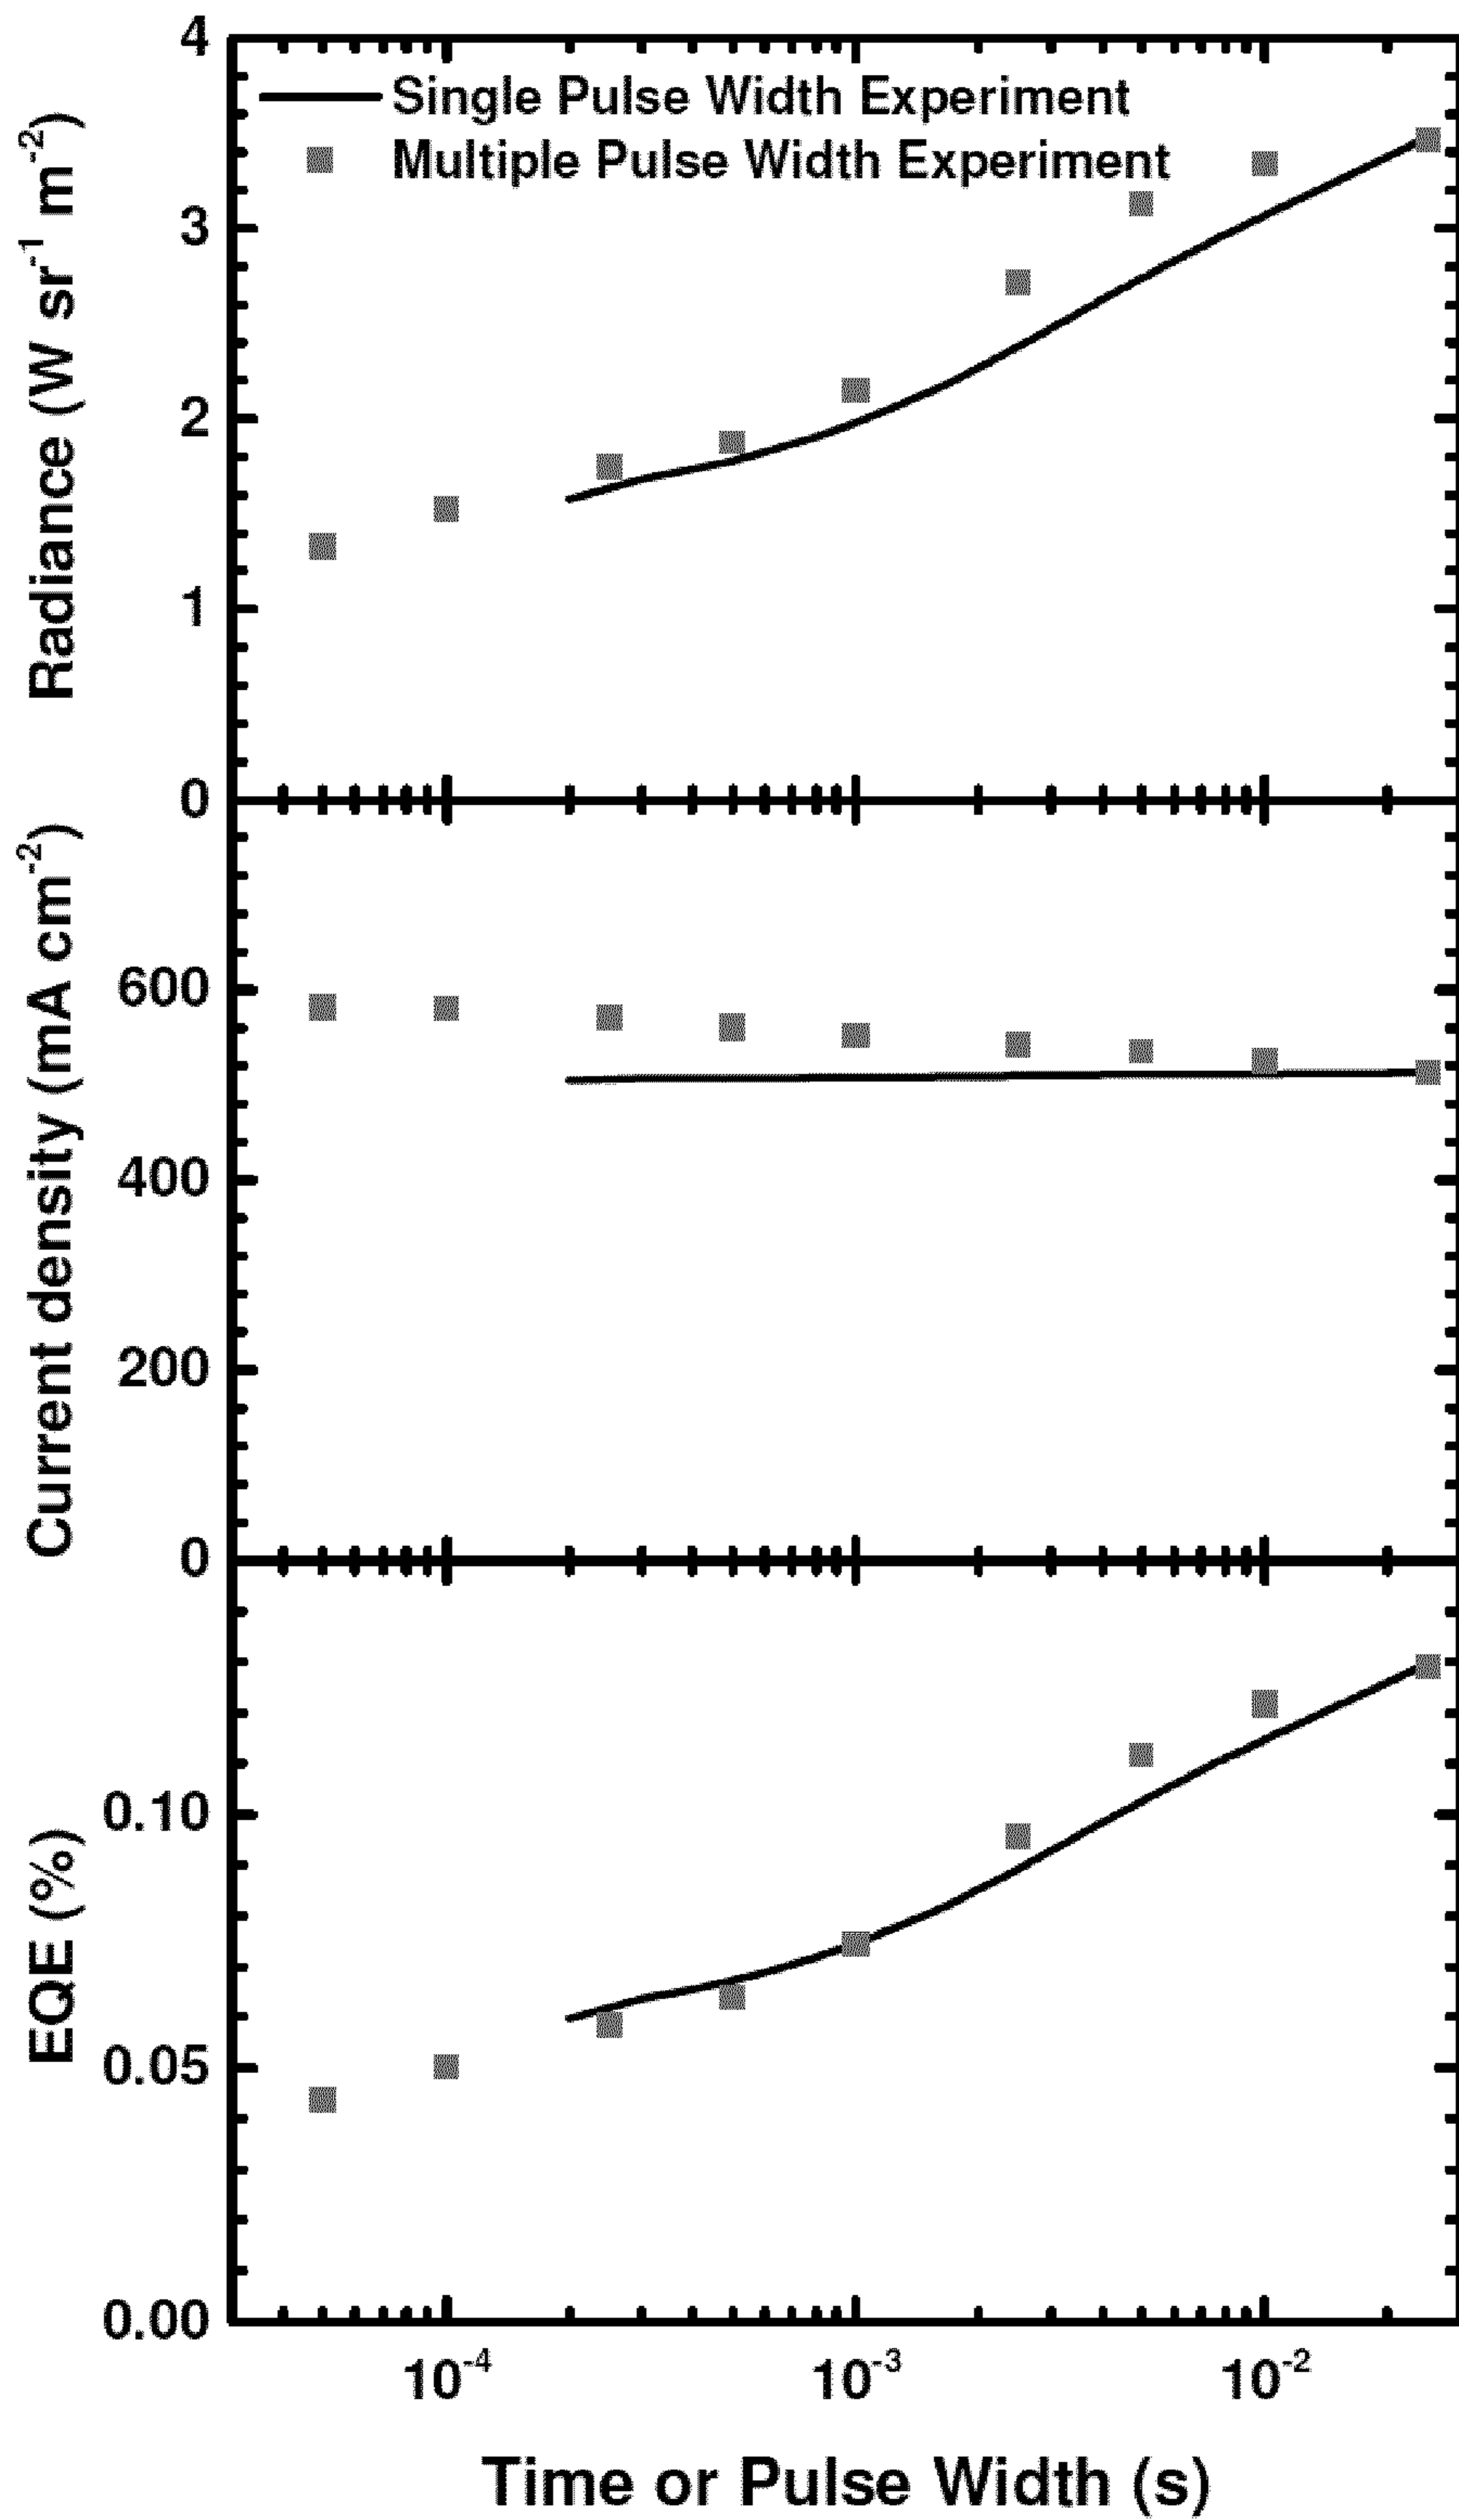 4
Single Pulse Width Experiment
Multiple Pulse Width Experiment
3
2
1
0
Radiance (W sr⁻¹ m⁻²)
600
400
200
0
Current density (mA cm⁻²)
0.10
0.05
0.00
EQE (%)
10⁻⁴ 10⁻³ 10⁻²
Time or Pulse Width (s)